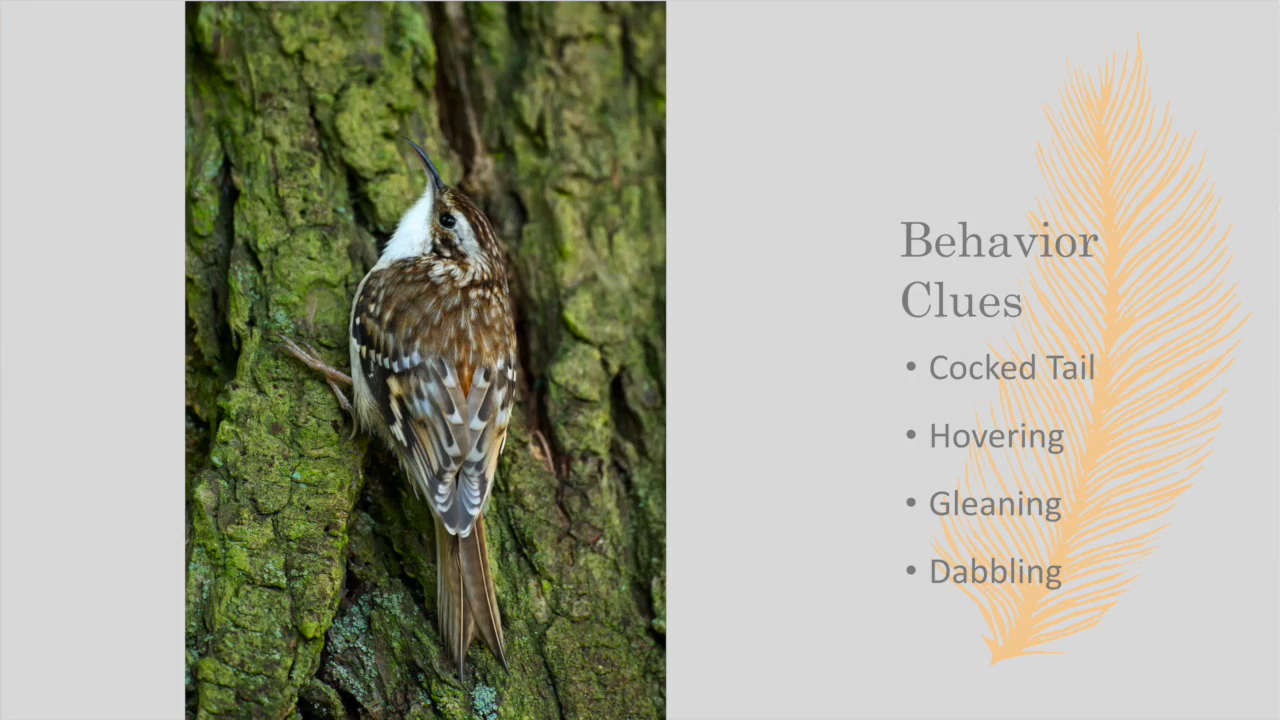 Behavior
Clues
• Cocked Tail
• Hovering
• Gleaning
• Dabbling